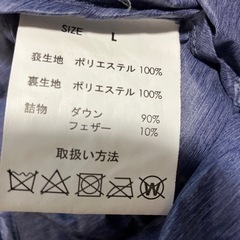 SIZE L
表生地 ポリエステル 100%
裏生地 ポリエステル 100%
詰物 ダウン 90%
フェザー 10%
取扱い方法
W